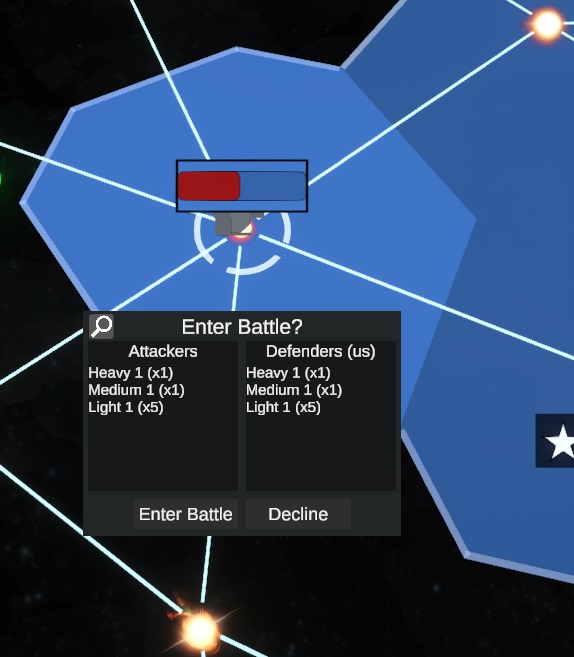 Enter Battle?
Attackers
Heavy 1 (x1)
Medium 1 (x1)
Light 1 (x5)
Defenders (us)
Heavy 1 (x1)
Medium 1 (x1)
Light 1 (x5)
Enter Battle
Decline